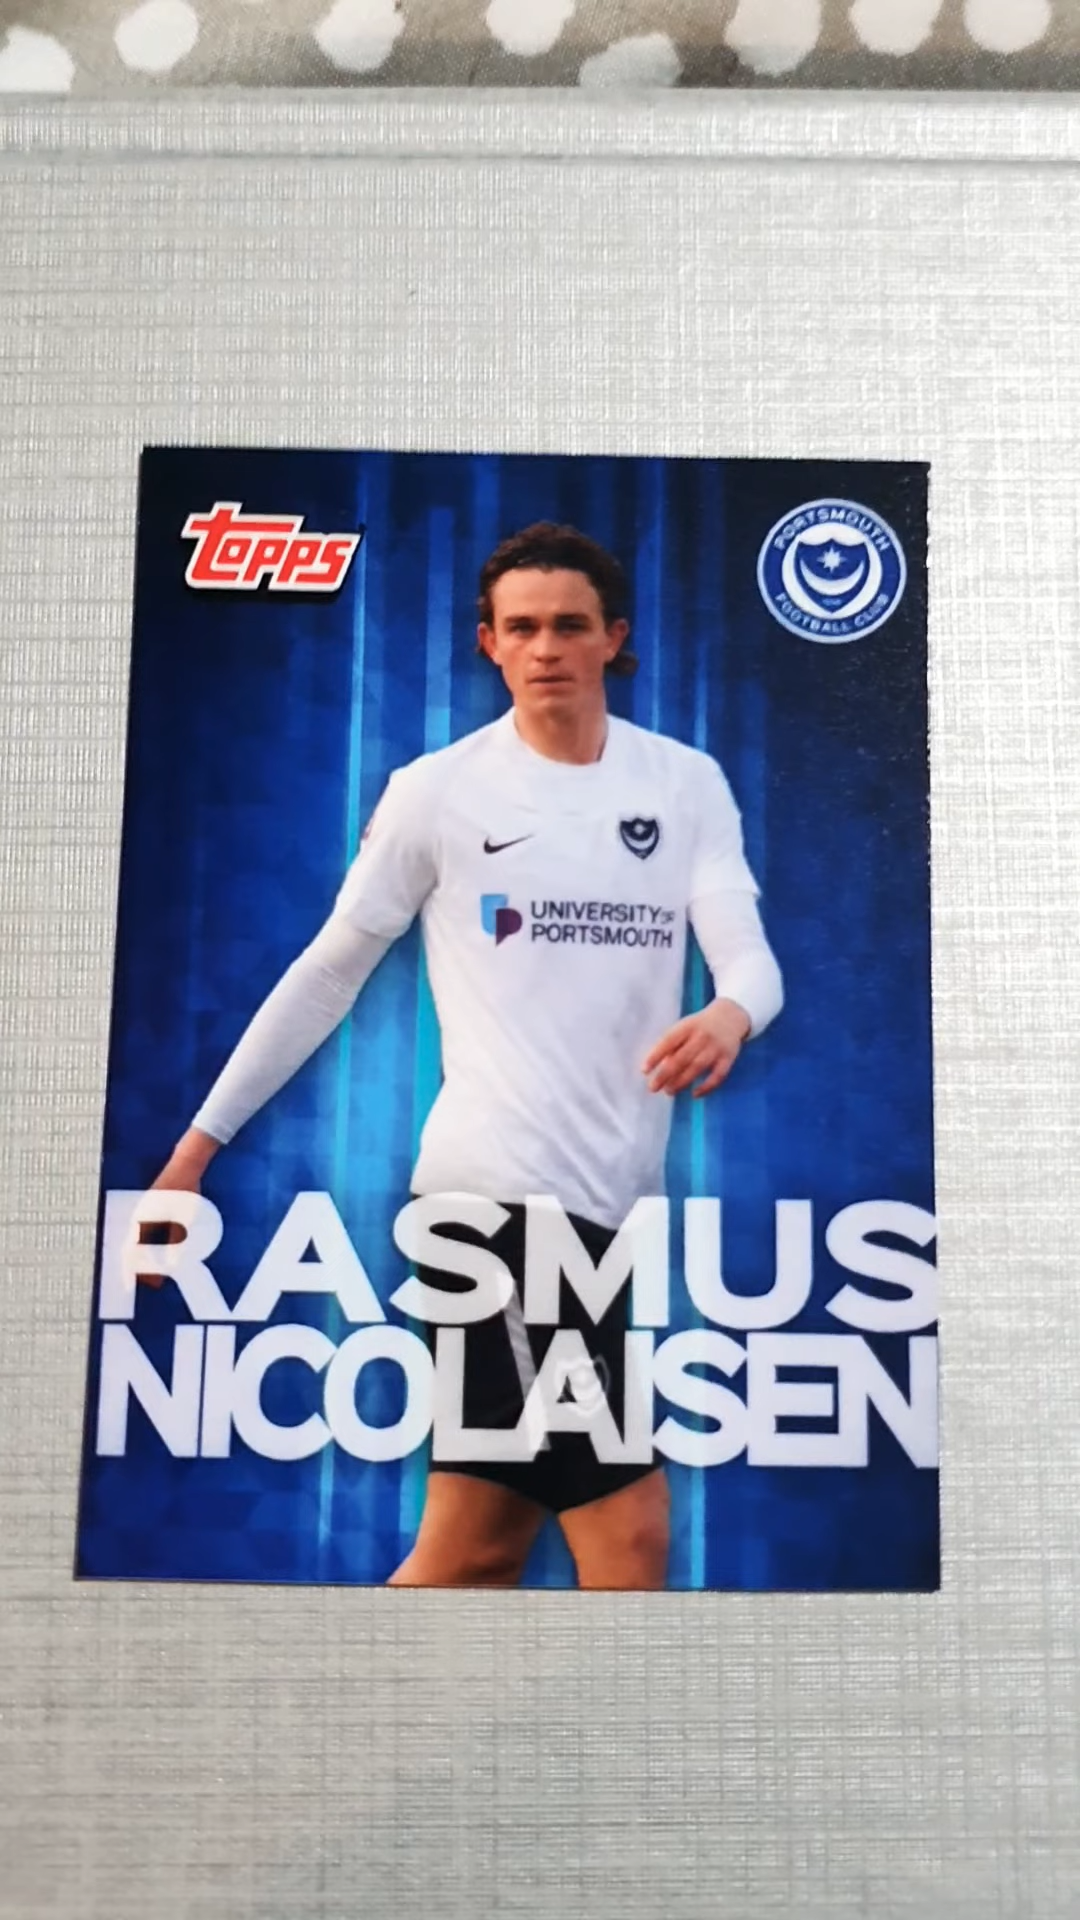 topps
PORTSMOUTH
FOOTBALL CLUB
UNIVERSITY OF
PORTSMOUTH
RASMUS
NICOLAISEN